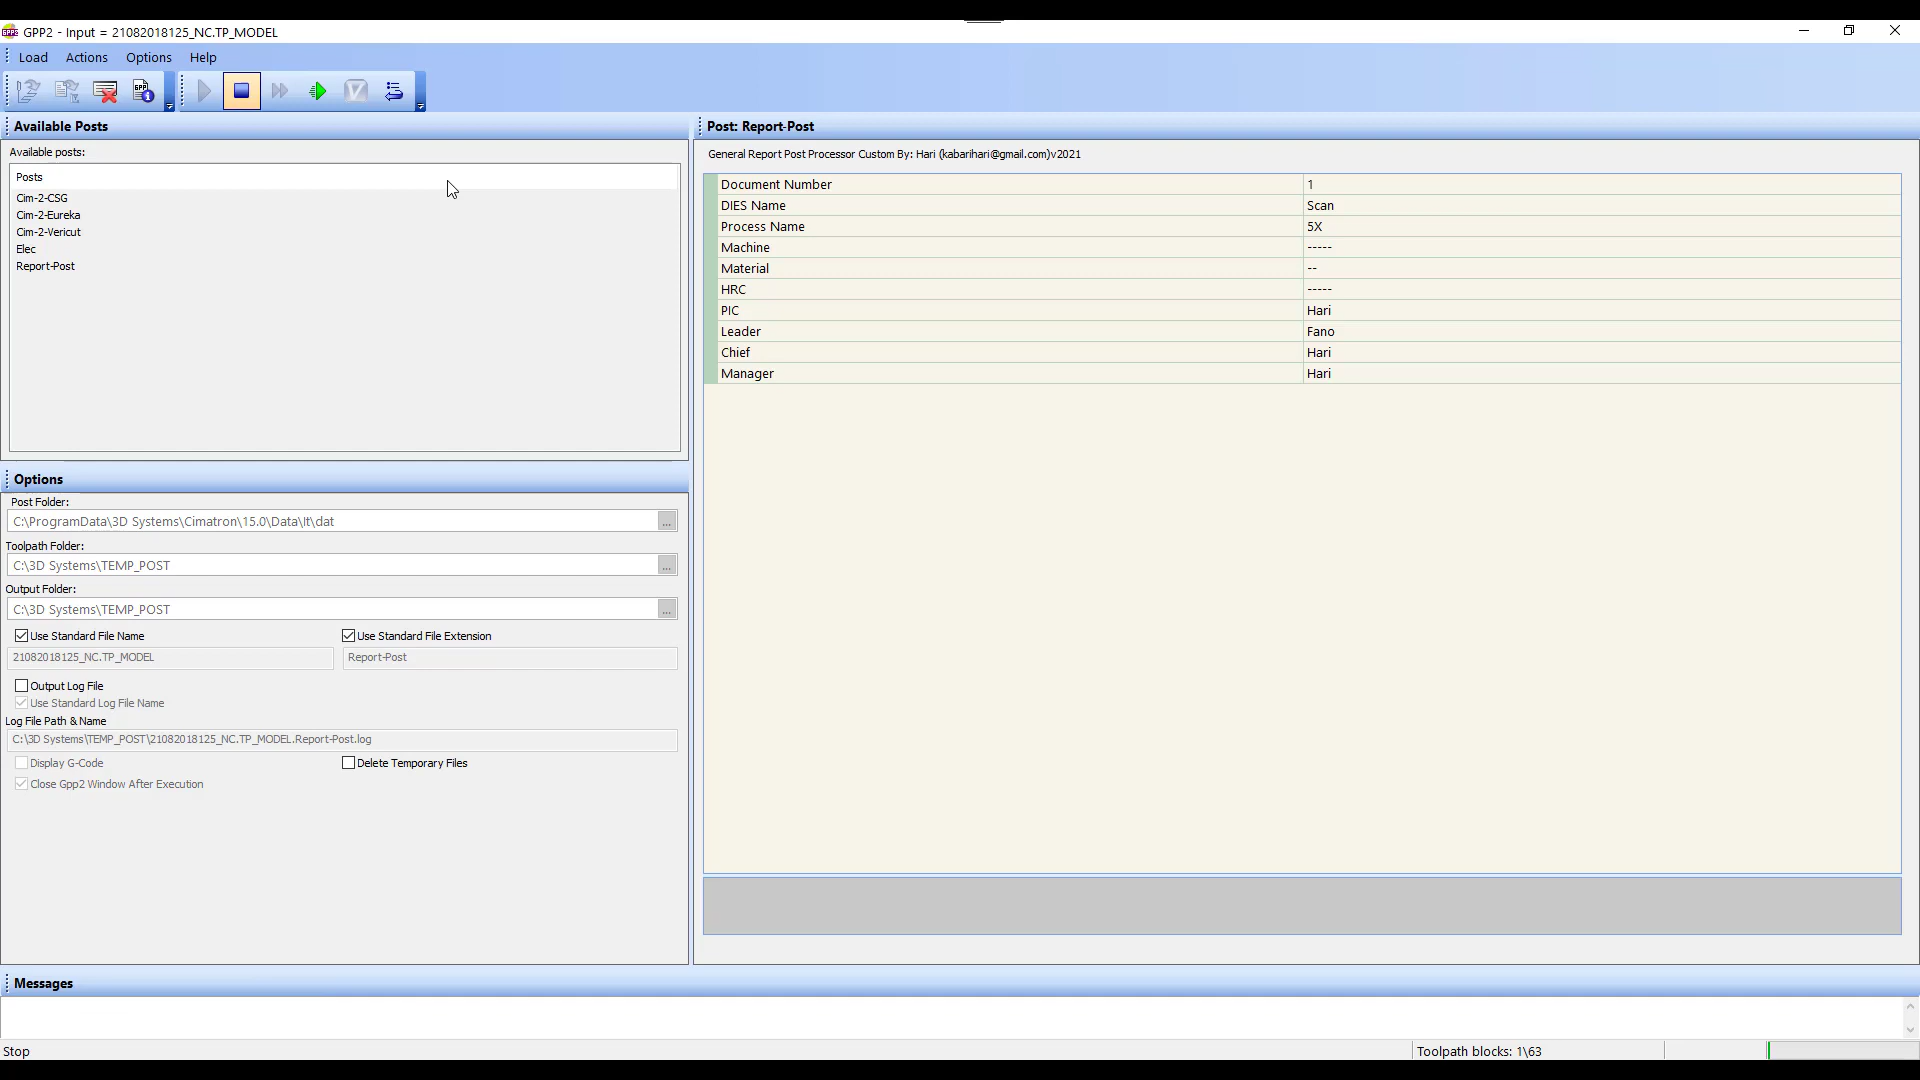 GPP2 - Input = 21082018125_NC.TP_MODEL
Load Actions Options Help
Available Posts
Available posts:
Posts
Cim-2-CSG
Cim-2-Eureka
Cim-2-Vericut
Elec
Report-Post
Options
Post Folder:
C:\ProgramData\3D Systems\Cimatron\15.0\Data\It\dat
...
Toolpath Folder:
C:\3D Systems\TEMP_POST
...
Output Folder:
C:\3D Systems\TEMP_POST
...
Use Standard File Name Use Standard File Extension
21082018125_NC.TP_MODEL Report-Post
Output Log File
Use Standard Log File Name
Log File Path & Name
C:\3D Systems\TEMP_POST\21082018125_NC.TP_MODEL.Report-Post.log
Display G-Code Delete Temporary Files
Close Gpp2 Window After Execution
Post: Report-Post
General Report Post Processor Custom By: Hari (kabarihari@gmail.com)v2021
Document Number 1
DIES Name Scan
Process Name 5X
Machine -----
Material --
HRC -----
PIC Hari
Leader Fano
Chief Hari
Manager Hari
Messages
Stop Toolpath blocks: 1\63